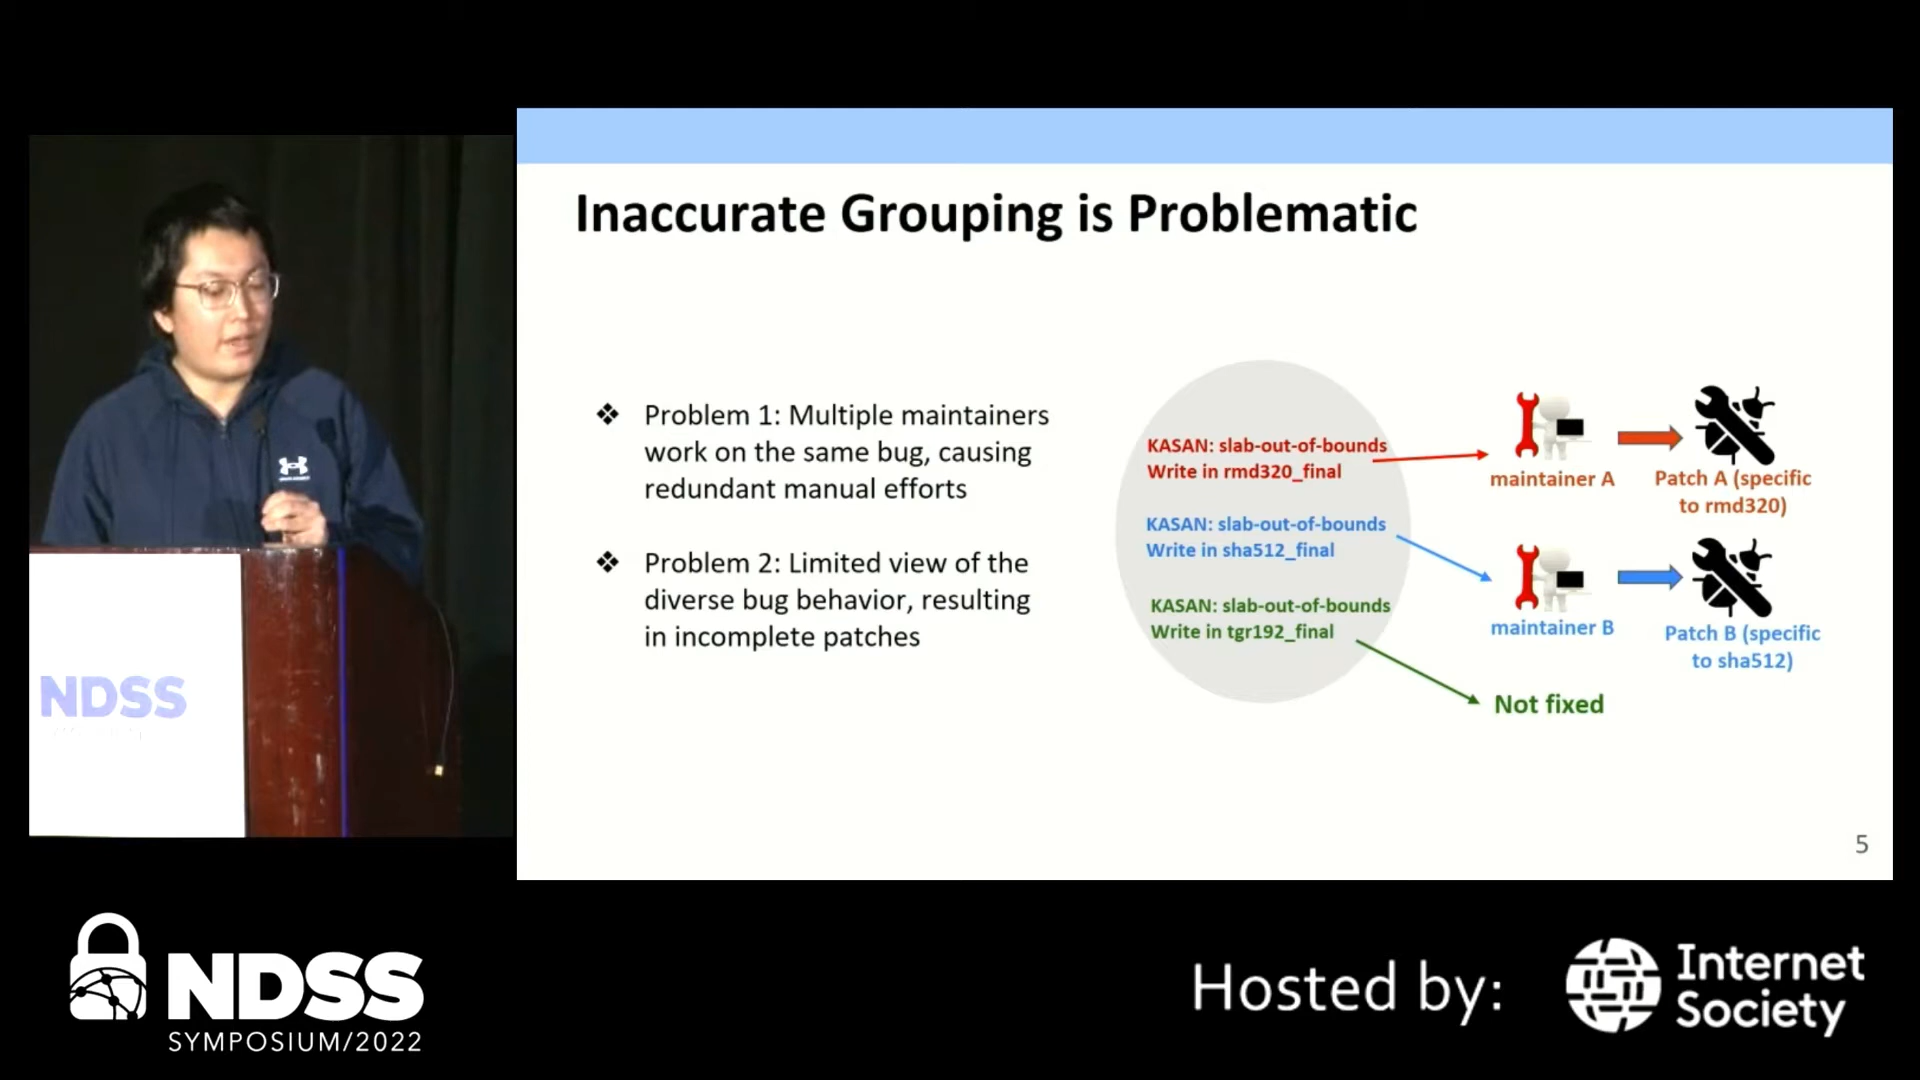 Inaccurate Grouping is Problematic
❖ Problem 1: Multiple maintainers
work on the same bug, causing
redundant manual efforts
❖ Problem 2: Limited view of the
diverse bug behavior, resulting
in incomplete patches
KASAN: slab-out-of-bounds
Write in rmd320_final
KASAN: slab-out-of-bounds
Write in sha512_final
KASAN: slab-out-of-bounds
Write in tgr192_final
maintainer A
Patch A (specific
to rmd320)
maintainer B
Patch B (specific
to sha512)
Not fixed
5
NDSS
NDSS
SYMPOSIUM/2022
Hosted by:
Internet
Society